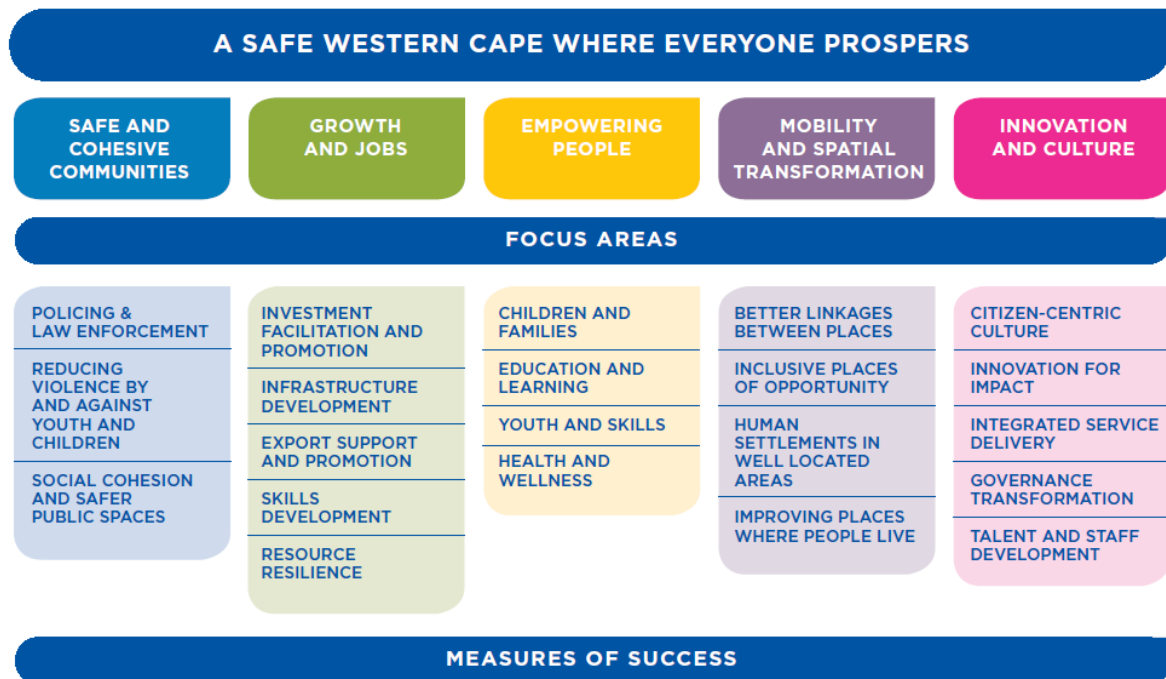 A SAFE WESTERN CAPE WHERE EVERYONE PROSPERS
SAFE AND
COHESIVE
COMMUNITIES
GROWTH
AND JOBS
EMPOWERING
PEOPLE
MOBILITY
AND SPATIAL
TRANSFORMATION
INNOVATION
AND CULTURE
FOCUS AREAS
POLICING &
LAW ENFORCEMENT
REDUCING
VIOLENCE BY
AND AGAINST
YOUTH AND
CHILDREN
SOCIAL COHESION
AND SAFER
PUBLIC SPACES
INVESTMENT
FACILITATION AND
PROMOTION
INFRASTRUCTURE
DEVELOPMENT
EXPORT SUPPORT
AND PROMOTION
SKILLS
DEVELOPMENT
RESOURCE
RESILIENCE
CHILDREN AND
FAMILIES
EDUCATION AND
LEARNING
YOUTH AND SKILLS
HEALTH AND
WELLNESS
BETTER LINKAGES
BETWEEN PLACES
INCLUSIVE PLACES
OF OPPORTUNITY
HUMAN
SETTLEMENTS IN
WELL LOCATED
AREAS
IMPROVING PLACES
WHERE PEOPLE LIVE
CITIZEN-CENTRIC
CULTURE
INNOVATION FOR
IMPACT
INTEGRATED SERVICE
DELIVERY
GOVERNANCE
TRANSFORMATION
TALENT AND STAFF
DEVELOPMENT
MEASURES OF SUCCESS